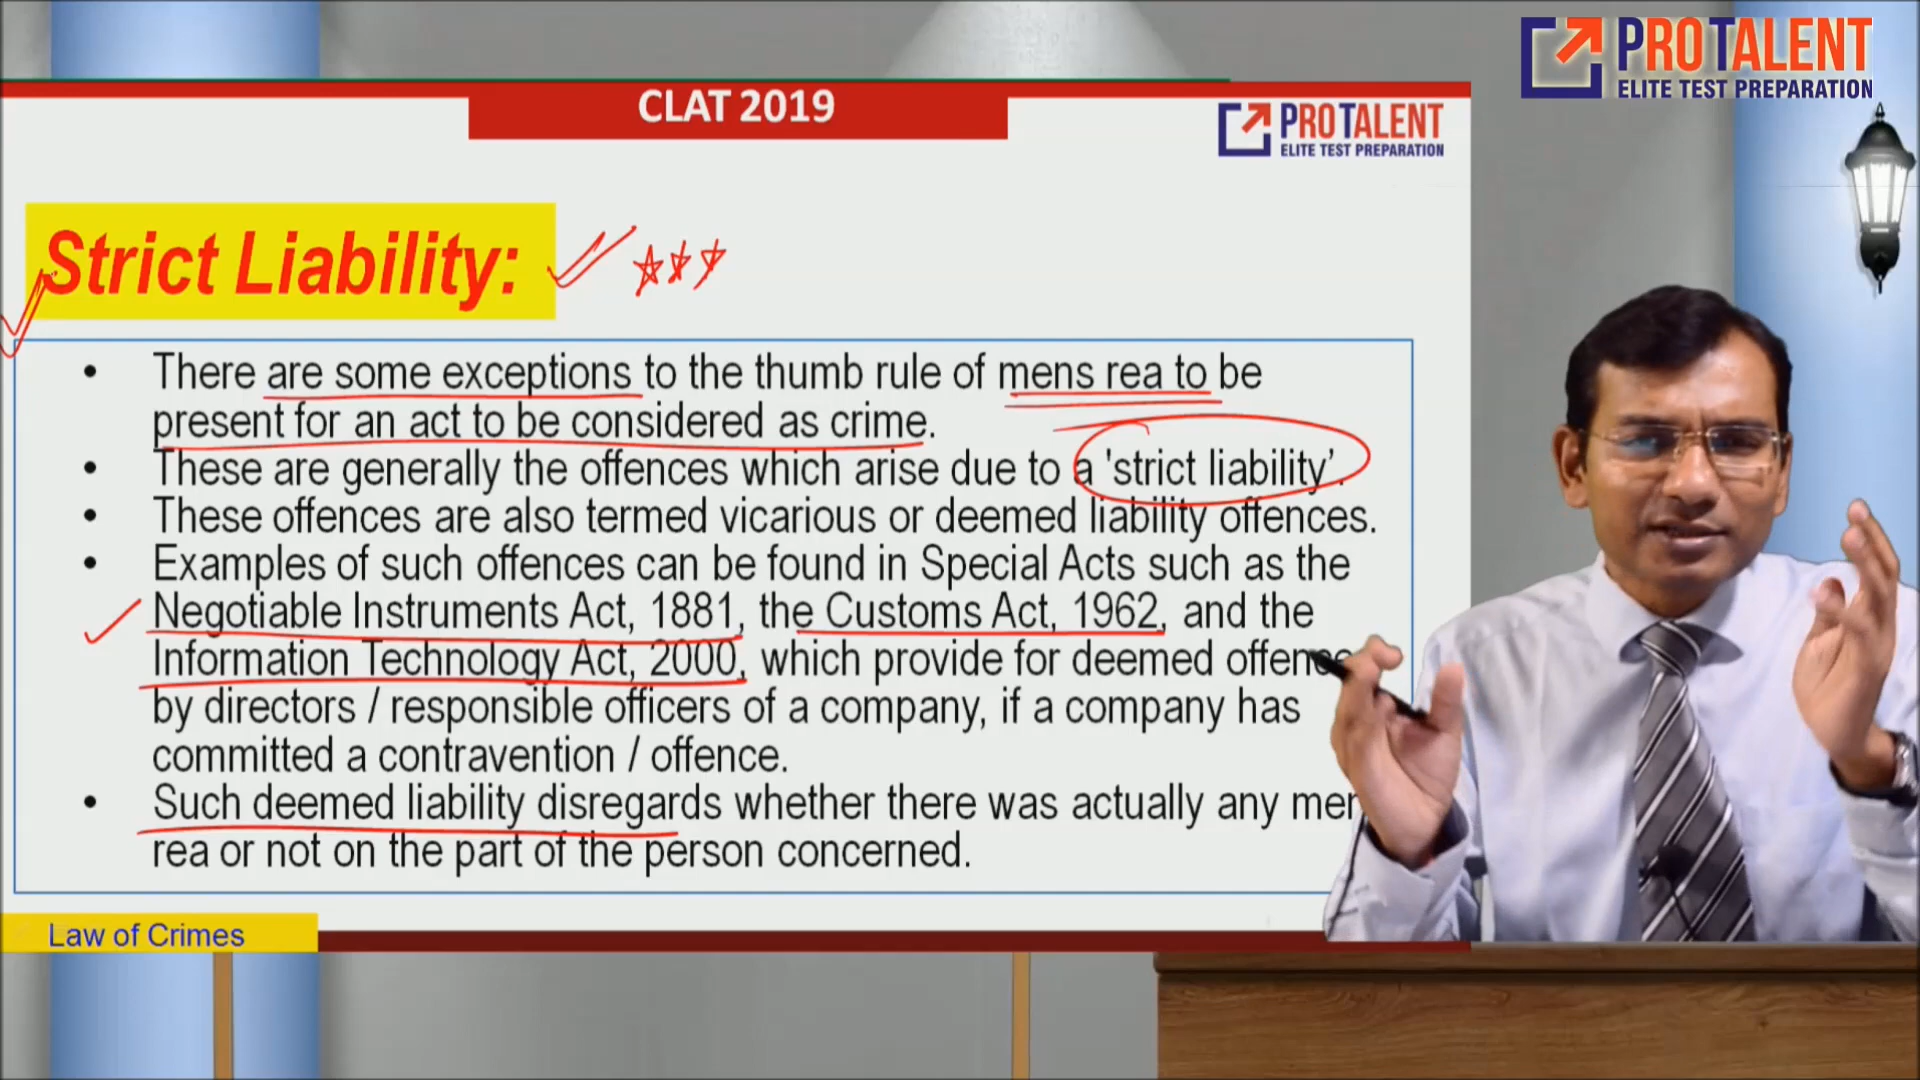 PRO TALENT
ELITE TEST PREPARATION
CLAT 2019
PRO TALENT
ELITE TEST PREPARATION
Strict Liability:
• There are some exceptions to the thumb rule of mens rea to be
present for an act to be considered as crime.
• These are generally the offences which arise due to a 'strict liability'.
• These offences are also termed vicarious or deemed liability offences.
• Examples of such offences can be found in Special Acts such as the
Negotiable Instruments Act, 1881, the Customs Act, 1962, and the
Information Technology Act, 2000, which provide for deemed offenc
by directors / responsible officers of a company, if a company has
committed a contravention / offence.
• Such deemed liability disregards whether there was actually any men
rea or not on the part of the person concerned.
Law of Crimes